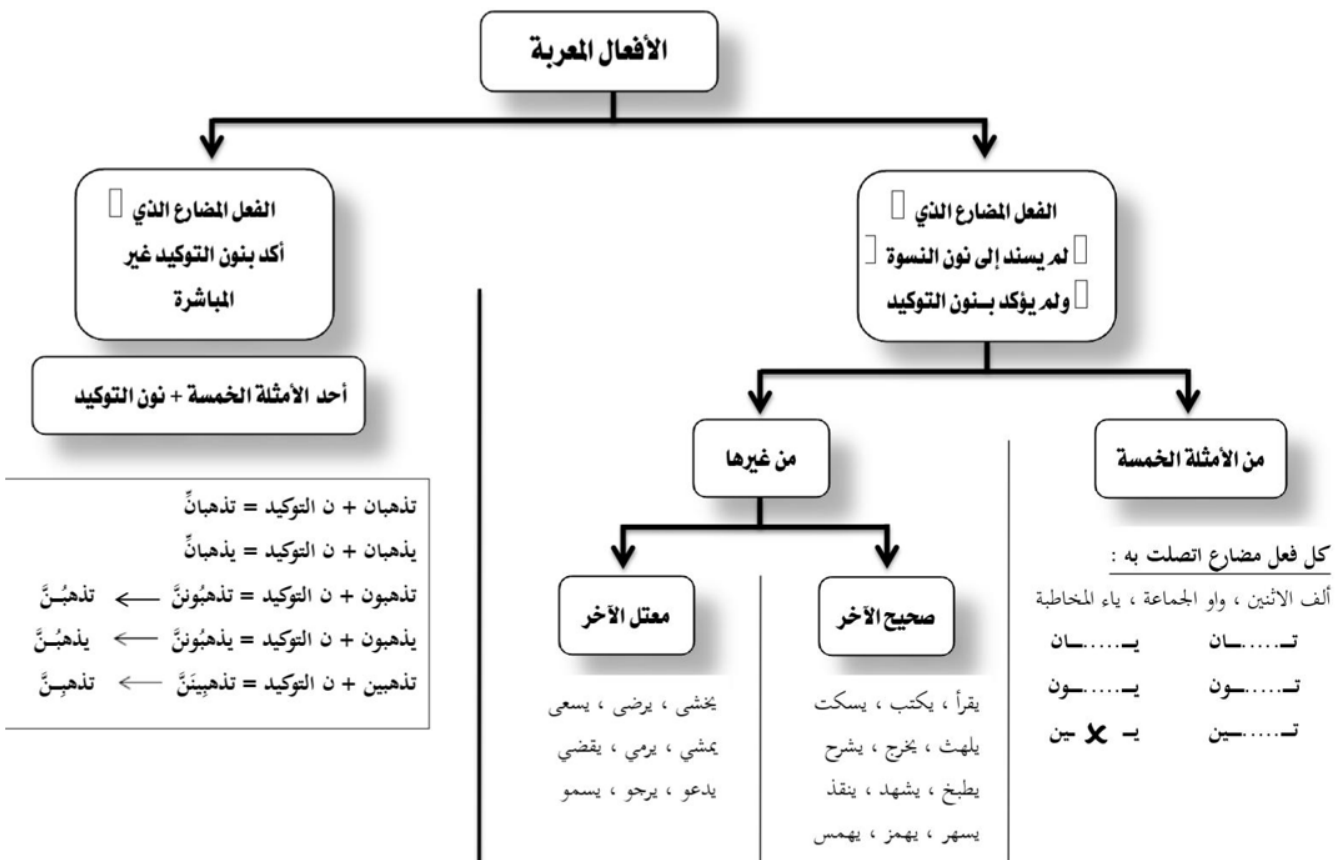 الأفعال المعربة
الفعل المضارع الذي
لم يسند إلى نون النسوة
ولم يؤكد بـنون التوكيد
من الأمثلة الخمسة
كل فعل مضارع اتصلت به :
ألف الاثنين ، واو الجماعة ، ياء المخاطبة
تـ.....ـان يـ.....ـان
تـ.....ـون يـ.....ـون
تـ.....ـين يـ ✘ ـين
من غيرها
صحيح الآخر
يقرأ ، يكتب ، يسكت
يلهث ، يخرج ، يشرح
يطبخ ، يشهد ، ينقذ
يسهر ، يهمز ، يهمس
معتل الآخر
يخشى ، يرضى ، يسعى
يمشي ، يرمي ، يقضي
يدعو ، يرجو ، يسمو
الفعل المضارع الذي
أكد بنون التوكيد غير
المباشرة
أحد الأمثلة الخمسة + نون التوكيد
تذهبان + ن التوكيد = تذهبانِّ
يذهبان + ن التوكيد = يذهبانِّ
تذهبون + ن التوكيد = تذهبُوننَّ ← تذهبُـنَّ
يذهبون + ن التوكيد = يذهبُوننَّ ← يذهبُـنَّ
تذهبين + ن التوكيد = تذهبِينَنَّ ← تذهبِـنَّ